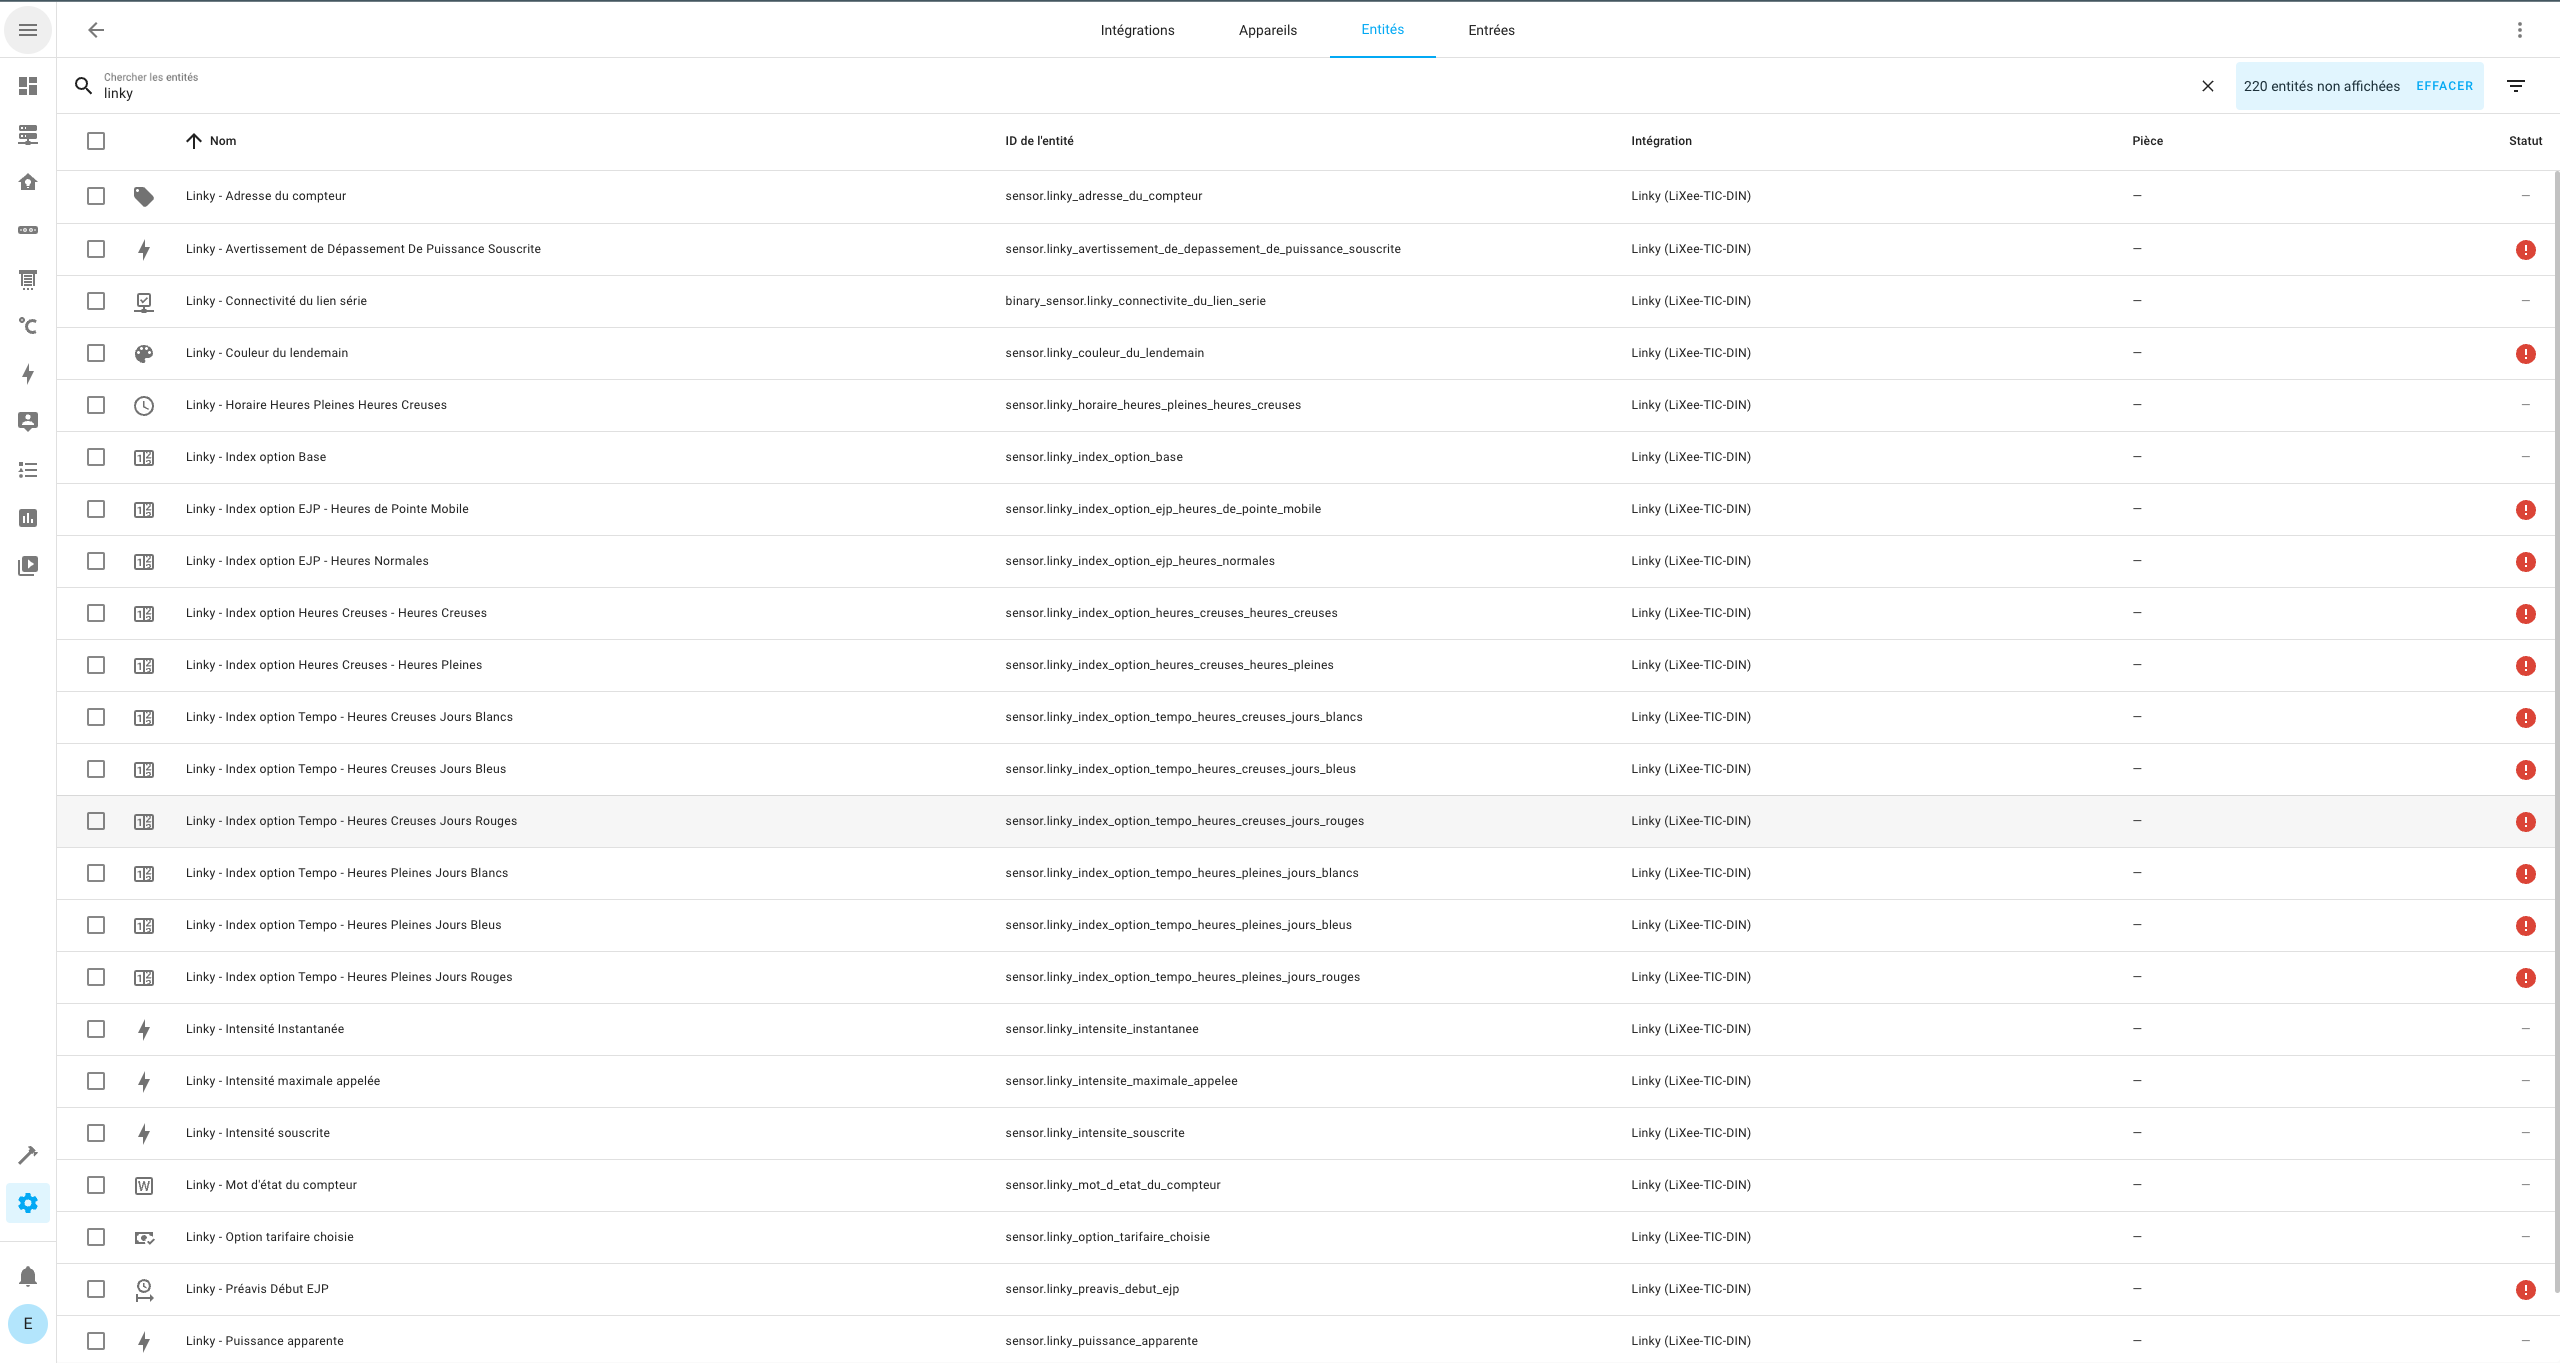 Intégrations Appareils Entités Entrées
Chercher les entités
linky
220 entités non affichées EFFACER
Nom ID de l'entité Intégration Pièce Statut
Linky - Adresse du compteur sensor.linky_adresse_du_compteur Linky (LiXee-TIC-DIN) — —
Linky - Avertissement de Dépassement De Puissance Souscrite sensor.linky_avertissement_de_depassement_de_puissance_souscrite Linky (LiXee-TIC-DIN) —
Linky - Connectivité du lien série binary_sensor.linky_connectivite_du_lien_serie Linky (LiXee-TIC-DIN) — —
Linky - Couleur du lendemain sensor.linky_couleur_du_lendemain Linky (LiXee-TIC-DIN) —
Linky - Horaire Heures Pleines Heures Creuses sensor.linky_horaire_heures_pleines_heures_creuses Linky (LiXee-TIC-DIN) — —
Linky - Index option Base sensor.linky_index_option_base Linky (LiXee-TIC-DIN) — —
Linky - Index option EJP - Heures de Pointe Mobile sensor.linky_index_option_ejp_heures_de_pointe_mobile Linky (LiXee-TIC-DIN) —
Linky - Index option EJP - Heures Normales sensor.linky_index_option_ejp_heures_normales Linky (LiXee-TIC-DIN) —
Linky - Index option Heures Creuses - Heures Creuses sensor.linky_index_option_heures_creuses_heures_creuses Linky (LiXee-TIC-DIN) —
Linky - Index option Heures Creuses - Heures Pleines sensor.linky_index_option_heures_creuses_heures_pleines Linky (LiXee-TIC-DIN) —
Linky - Index option Tempo - Heures Creuses Jours Blancs sensor.linky_index_option_tempo_heures_creuses_jours_blancs Linky (LiXee-TIC-DIN) —
Linky - Index option Tempo - Heures Creuses Jours Bleus sensor.linky_index_option_tempo_heures_creuses_jours_bleus Linky (LiXee-TIC-DIN) —
Linky - Index option Tempo - Heures Creuses Jours Rouges sensor.linky_index_option_tempo_heures_creuses_jours_rouges Linky (LiXee-TIC-DIN) —
Linky - Index option Tempo - Heures Pleines Jours Blancs sensor.linky_index_option_tempo_heures_pleines_jours_blancs Linky (LiXee-TIC-DIN) —
Linky - Index option Tempo - Heures Pleines Jours Bleus sensor.linky_index_option_tempo_heures_pleines_jours_bleus Linky (LiXee-TIC-DIN) —
Linky - Index option Tempo - Heures Pleines Jours Rouges sensor.linky_index_option_tempo_heures_pleines_jours_rouges Linky (LiXee-TIC-DIN) —
Linky - Intensité Instantanée sensor.linky_intensite_instantanee Linky (LiXee-TIC-DIN) — —
Linky - Intensité maximale appelée sensor.linky_intensite_maximale_appelee Linky (LiXee-TIC-DIN) — —
Linky - Intensité souscrite sensor.linky_intensite_souscrite Linky (LiXee-TIC-DIN) — —
Linky - Mot d'état du compteur sensor.linky_mot_d_etat_du_compteur Linky (LiXee-TIC-DIN) — —
Linky - Option tarifaire choisie sensor.linky_option_tarifaire_choisie Linky (LiXee-TIC-DIN) — —
Linky - Préavis Début EJP sensor.linky_preavis_debut_ejp Linky (LiXee-TIC-DIN) —
Linky - Puissance apparente sensor.linky_puissance_apparente Linky (LiXee-TIC-DIN) — —
E